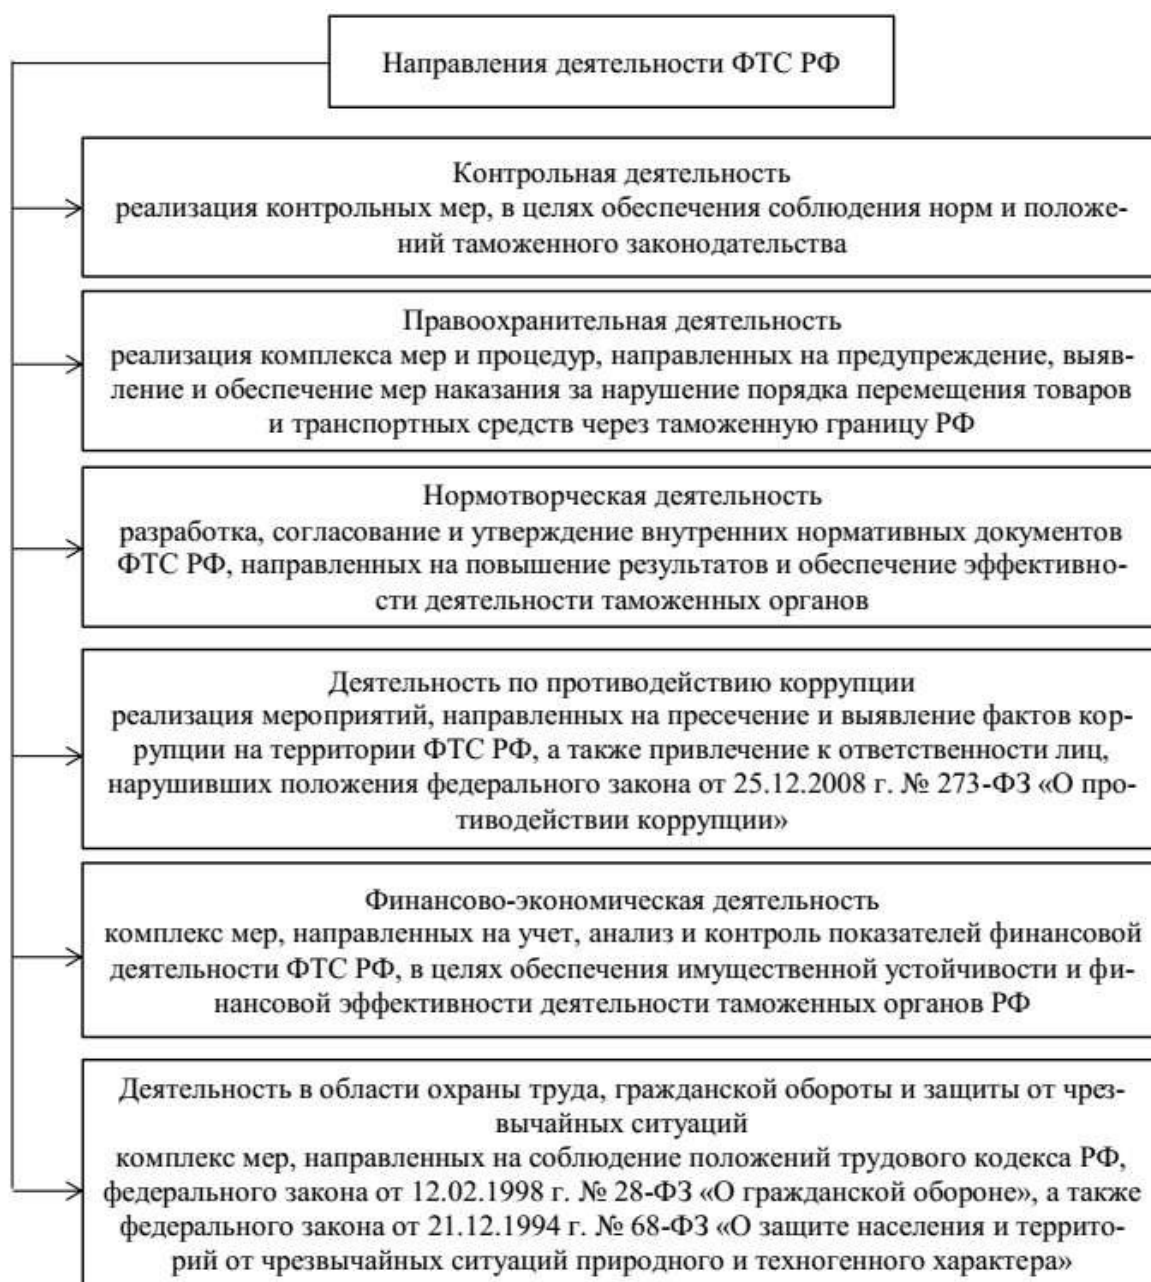 Направления деятельности ФТС РФ
Контрольная деятельность
реализация контрольных мер, в целях обеспечения соблюдения норм и положе-
ний таможенного законодательства
Правоохранительная деятельность
реализация комплекса мер и процедур, направленных на предупреждение, выяв-
ление и обеспечение мер наказания за нарушение порядка перемещения товаров
и транспортных средств через таможенную границу РФ
Нормотворческая деятельность
разработка, согласование и утверждение внутренних нормативных документов
ФТС РФ, направленных на повышение результатов и обеспечение эффективно-
сти деятельности таможенных органов
Деятельность по противодействию коррупции
реализация мероприятий, направленных на пресечение и выявление фактов кор-
рупции на территории ФТС РФ, а также привлечение к ответственности лиц,
нарушивших положения федерального закона от 25.12.2008 г. № 273-ФЗ «О про-
тиводействии коррупции»
Финансово-экономическая деятельность
комплекс мер, направленных на учет, анализ и контроль показателей финансовой
деятельности ФТС РФ, в целях обеспечения имущественной устойчивости и фи-
нансовой эффективности деятельности таможенных органов РФ
Деятельность в области охраны труда, гражданской обороты и защиты от чрез-
вычайных ситуаций
комплекс мер, направленных на соблюдение положений трудового кодекса РФ,
федерального закона от 12.02.1998 г. № 28-ФЗ «О гражданской обороне», а также
федерального закона от 21.12.1994 г. № 68-ФЗ «О защите населения и террито-
рий от чрезвычайных ситуаций природного и техногенного характера»